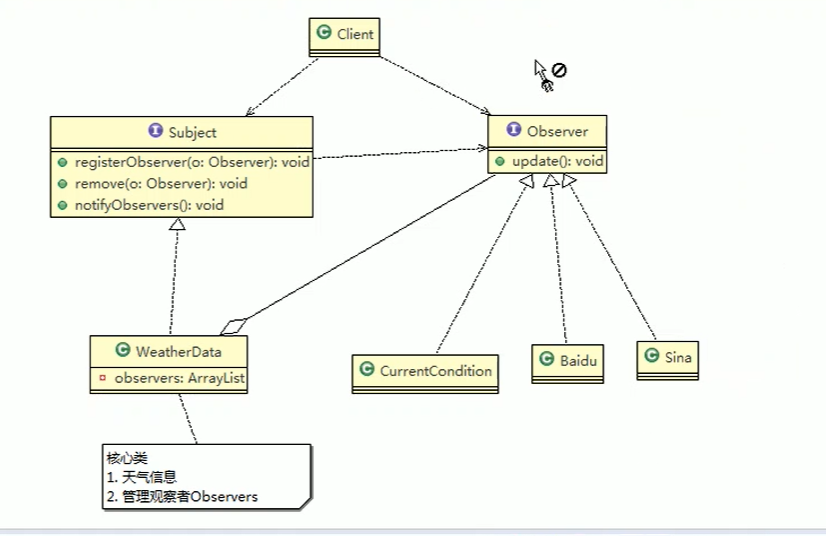 Client
Subject
registerObserver(o: Observer): void
remove(o: Observer): void
notifyObservers(): void
Observer
update(): void
WeatherData
observers: ArrayList
CurrentCondition
Baidu
Sina
核心类
1. 天气信息
2. 管理观察者Observers